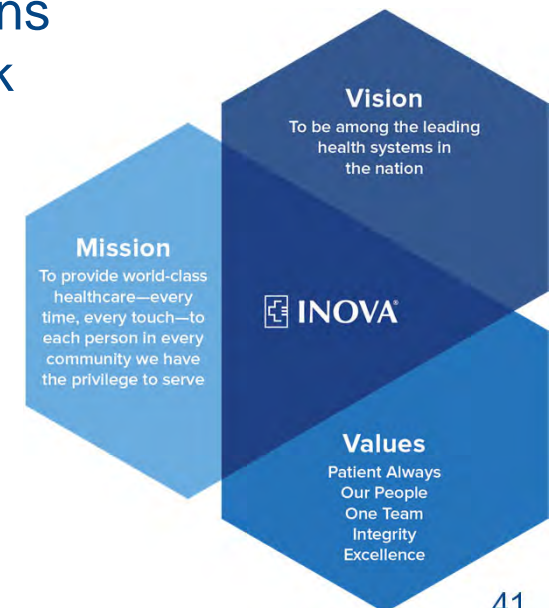 ns
k
Vision
To be among the leading
health systems in
the nation
Mission
To provide world-class
healthcare—every
time, every touch—to
each person in every
community we have
the privilege to serve
INOVA®
Values
Patient Always
Our People
One Team
Integrity
Excellence
41